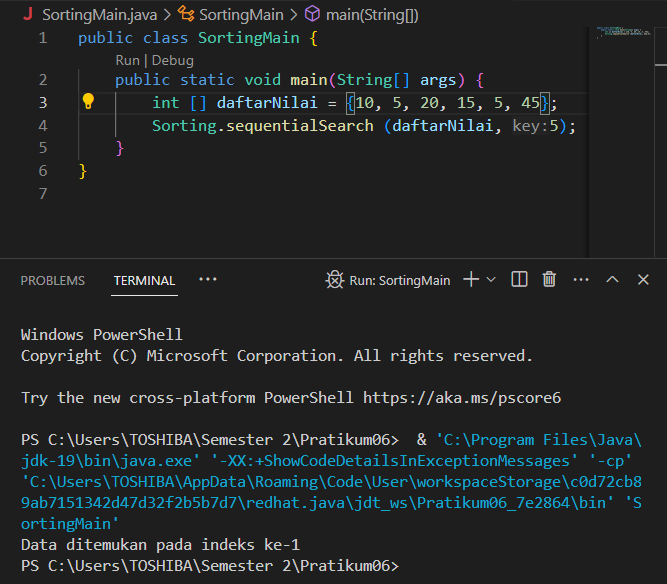 SortingMain.java > SortingMain > main(String[])
1 public class SortingMain {
Run | Debug
2 public static void main(String[] args) {
3 int [] daftarNilai = {10, 5, 20, 15, 5, 45};
4 Sorting.sequentialSearch (daftarNilai, key:5);
5 }
6 }
7
PROBLEMS TERMINAL ··· Run: SortingMain
Windows PowerShell
Copyright (C) Microsoft Corporation. All rights reserved.
Try the new cross-platform PowerShell https://aka.ms/pscore6
PS C:\Users\TOSHIBA\Semester 2\Pratikum06>  & 'C:\Program Files\Java\
jdk-19\bin\java.exe' '-XX:+ShowCodeDetailsInExceptionMessages' '-cp'
'C:\Users\TOSHIBA\AppData\Roaming\Code\User\workspaceStorage\c0d72cb8
9ab7151342d47d32f2b5b7d7\redhat.java\jdt_ws\Pratikum06_7e2864\bin' 'S
ortingMain'
Data ditemukan pada indeks ke-1
PS C:\Users\TOSHIBA\Semester 2\Pratikum06>